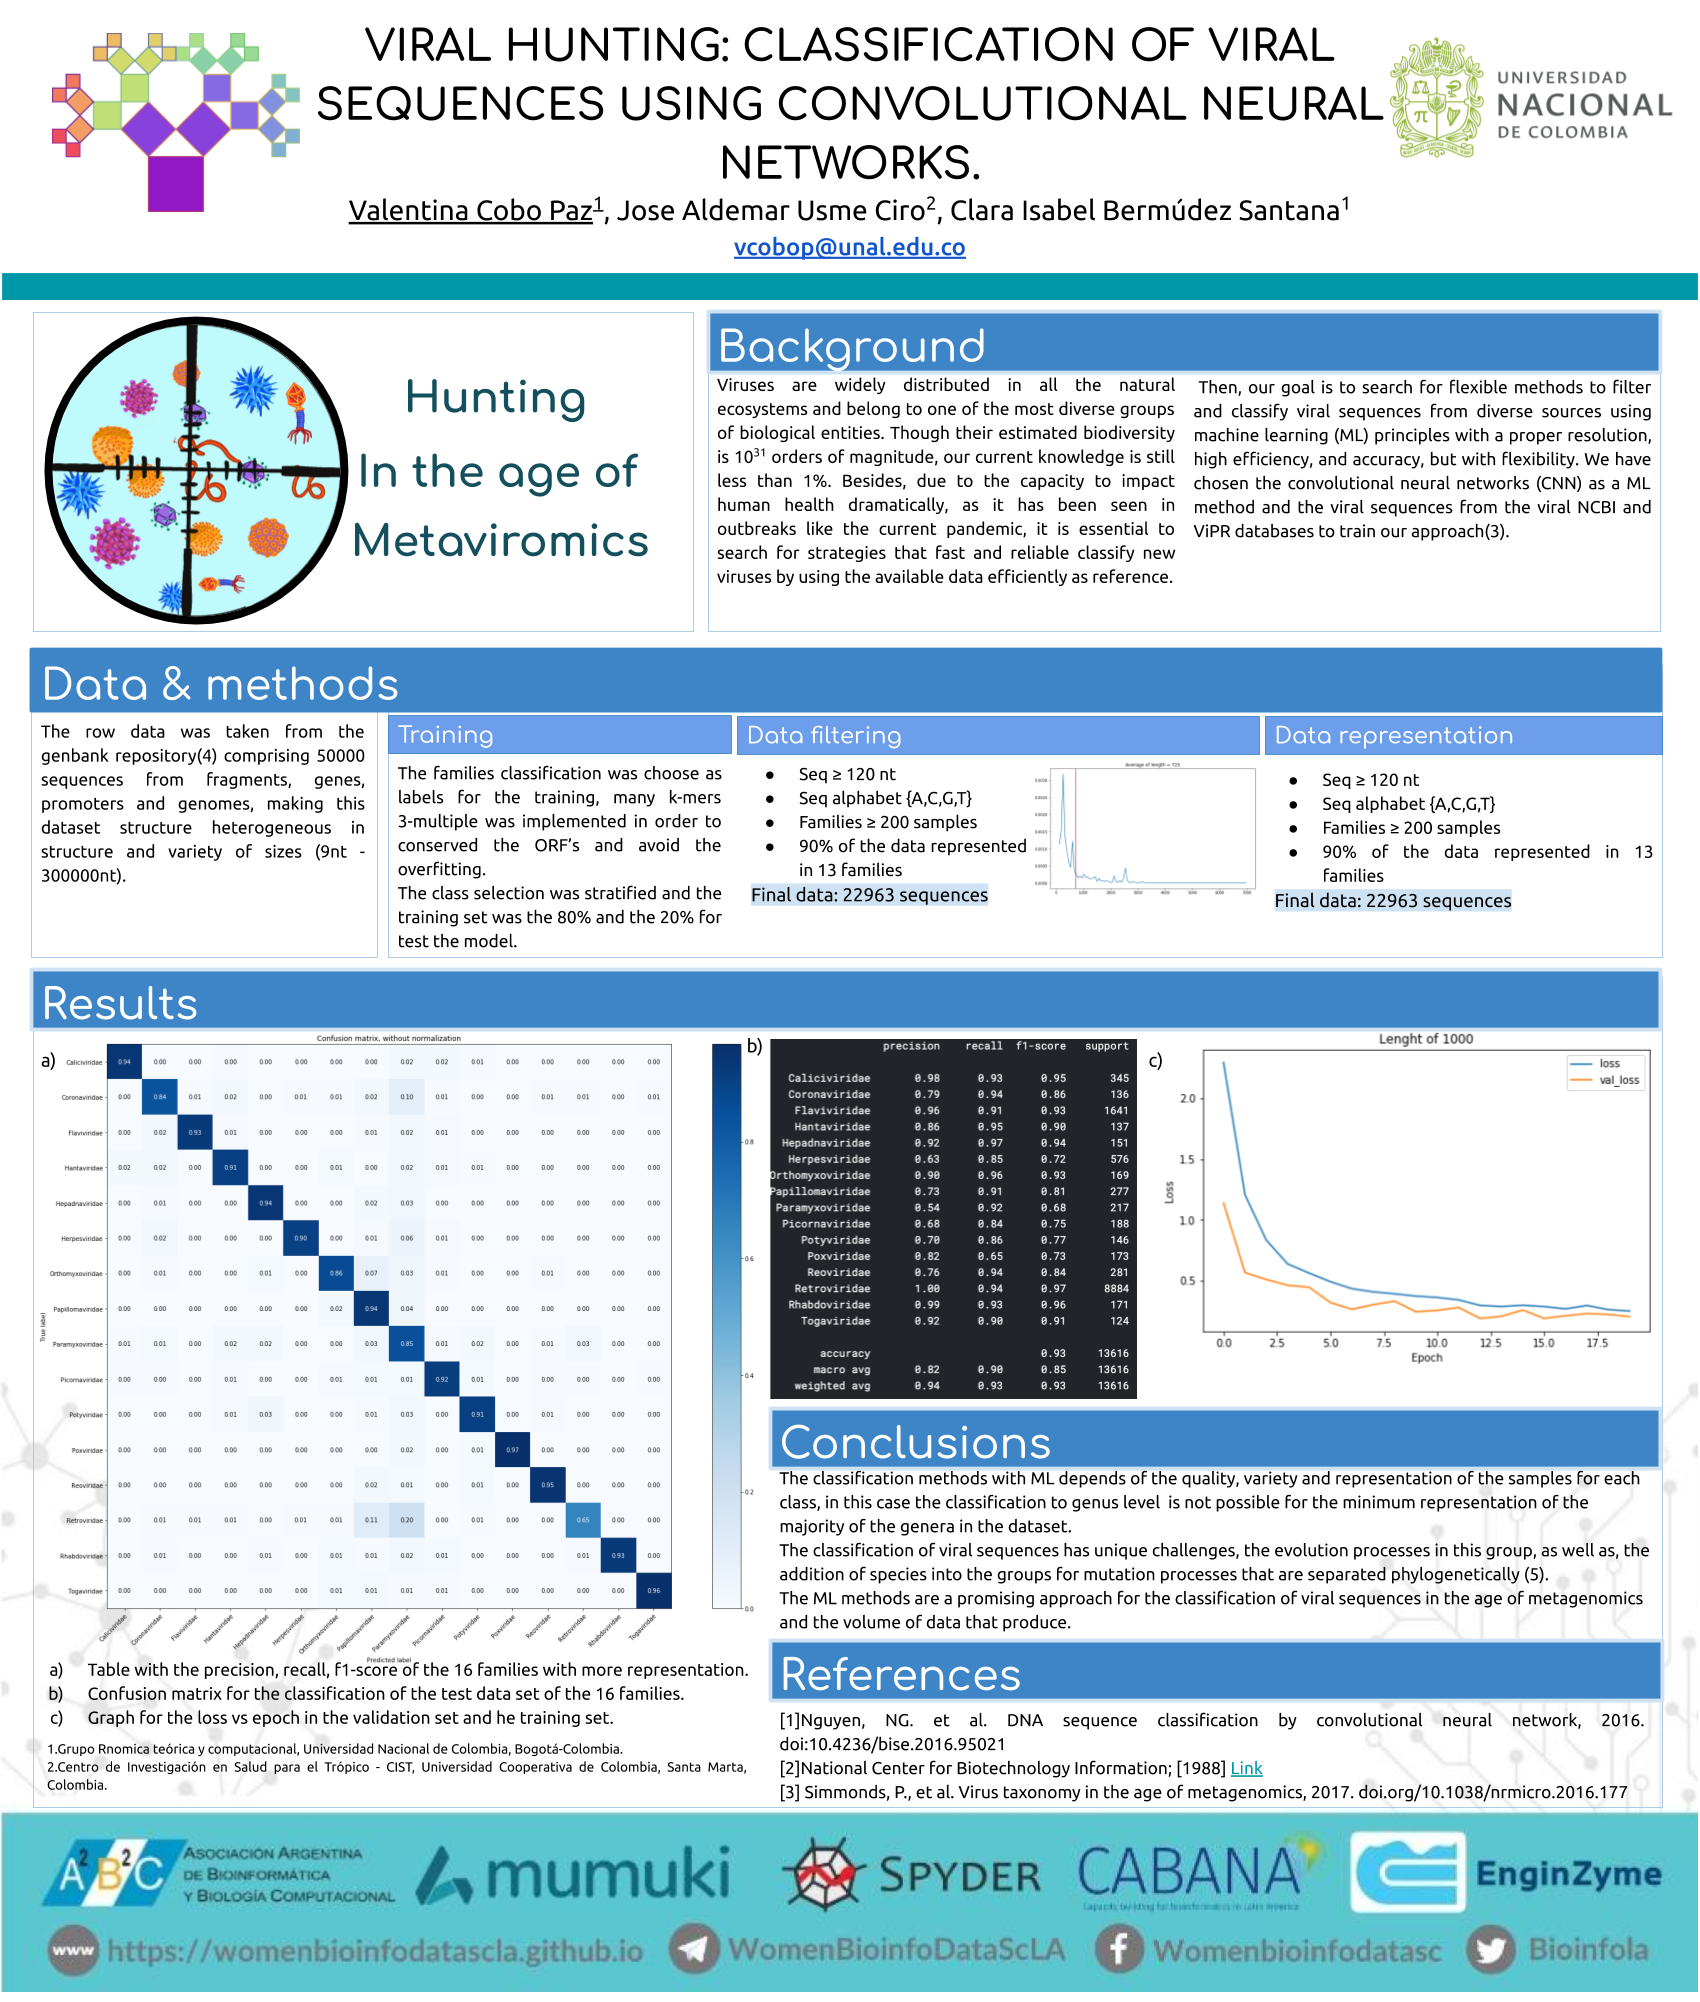 VIRAL HUNTING: CLASSIFICATION OF VIRAL
SEQUENCES USING CONVOLUTIONAL NEURAL
NETWORKS.
Valentina Cobo Paz1, Jose Aldemar Usme Ciro2, Clara Isabel Bermúdez Santana1
vcobop@unal.edu.co
UNIVERSIDAD
NACIONAL
DE COLOMBIA
Hunting
In the age of
Metaviromics
Background
Viruses are widely distributed in all the natural
ecosystems and belong to one of the most diverse groups
of biological entities. Though their estimated biodiversity
is 10³¹ orders of magnitude, our current knowledge is still
less than 1%. Besides, due to the capacity to impact
human health dramatically, as it has been seen in
outbreaks like the current pandemic, it is essential to
search for strategies that fast and reliable classify new
viruses by using the available data efficiently as reference.
Then, our goal is to search for flexible methods to filter
and classify viral sequences from diverse sources using
machine learning (ML) principles with a proper resolution,
high efficiency, and accuracy, but with flexibility. We have
chosen the convolutional neural networks (CNN) as a ML
method and the viral sequences from the viral NCBI and
ViPR databases to train our approach(3).
Data & methods
The row data was taken from the
genbank repository(4) comprising 50000
sequences from fragments, genes,
promoters and genomes, making this
dataset structure heterogeneous in
structure and variety of sizes (9nt -
300000nt).
Training
The families classification was choose as
labels for the training, many k-mers
3-multiple was implemented in order to
conserved the ORF's and avoid the
overfitting.
The class selection was stratified and the
training set was the 80% and the 20% for
test the model.
Data filtering
● Seq ≥ 120 nt
● Seq alphabet {A,C,G,T}
● Families ≥ 200 samples
● 90% of the data represented
in 13 families
Final data: 22963 sequences
Average of length = 725
Data representation
● Seq ≥ 120 nt
● Seq alphabet {A,C,G,T}
● Families ≥ 200 samples
● 90% of the data represented in 13
families
Final data: 22963 sequences
Results
a)
Confusion matrix, without normalization
Caliciviridae 0.94 0.00 0.00 0.00 0.00 0.00 0.00 0.00 0.02 0.02 0.01 0.00 0.00 0.00 0.00 0.00
Coronaviridae 0.00 0.84 0.01 0.02 0.00 0.01 0.01 0.02 0.10 0.01 0.00 0.00 0.01 0.01 0.00 0.01
Flaviviridae 0.00 0.02 0.93 0.01 0.00 0.00 0.00 0.01 0.02 0.01 0.00 0.00 0.00 0.00 0.00 0.00
Hantaviridae 0.02 0.02 0.00 0.91 0.00 0.00 0.01 0.00 0.02 0.01 0.01 0.00 0.00 0.00 0.00 0.00
Hepadnaviridae 0.00 0.01 0.00 0.00 0.94 0.00 0.00 0.02 0.03 0.00 0.00 0.00 0.01 0.00 0.00 0.00
Herpesviridae 0.00 0.02 0.00 0.00 0.00 0.90 0.00 0.01 0.06 0.01 0.00 0.00 0.00 0.00 0.00 0.00
Orthomyxoviridae 0.00 0.01 0.00 0.00 0.01 0.00 0.86 0.07 0.03 0.01 0.00 0.00 0.01 0.00 0.00 0.00
Papillomaviridae 0.00 0.00 0.00 0.00 0.00 0.00 0.02 0.94 0.04 0.00 0.00 0.00 0.00 0.00 0.00 0.00
Paramyxoviridae 0.01 0.01 0.00 0.02 0.02 0.00 0.00 0.03 0.85 0.01 0.02 0.00 0.01 0.03 0.00 0.00
Picornaviridae 0.00 0.00 0.00 0.01 0.00 0.00 0.01 0.01 0.01 0.92 0.01 0.00 0.00 0.00 0.00 0.00
Potyviridae 0.00 0.00 0.00 0.01 0.03 0.00 0.00 0.01 0.03 0.00 0.91 0.00 0.01 0.00 0.00 0.00
Poxviridae 0.00 0.00 0.00 0.00 0.00 0.00 0.00 0.00 0.02 0.00 0.01 0.97 0.00 0.00 0.00 0.00
Reoviridae 0.00 0.00 0.00 0.00 0.00 0.00 0.00 0.02 0.01 0.00 0.00 0.00 0.95 0.00 0.00 0.00
Retroviridae 0.00 0.01 0.01 0.01 0.00 0.01 0.01 0.11 0.20 0.00 0.01 0.00 0.00 0.65 0.00 0.00
Rhabdoviridae 0.00 0.01 0.00 0.00 0.01 0.00 0.01 0.01 0.02 0.01 0.00 0.00 0.00 0.01 0.93 0.00
Togaviridae 0.00 0.00 0.00 0.00 0.00 0.00 0.01 0.01 0.01 0.01 0.00 0.00 0.00 0.00 0.00 0.96
True label
Caliciviridae Coronaviridae Flaviviridae Hantaviridae Hepadnaviridae Herpesviridae Orthomyxoviridae Papillomaviridae Paramyxoviridae Picornaviridae Potyviridae Poxviridae Reoviridae Retroviridae Rhabdoviridae Togaviridae
Predicted label
0.8
0.6
0.4
0.2
0.0
b)
precision recall f1-score support
Caliciviridae 0.98 0.93 0.95 345
Coronaviridae 0.79 0.94 0.86 136
Flaviviridae 0.96 0.91 0.93 1641
Hantaviridae 0.86 0.95 0.90 137
Hepadnaviridae 0.92 0.97 0.94 151
Herpesviridae 0.63 0.85 0.72 576
Orthomyxoviridae 0.90 0.96 0.93 169
Papillomaviridae 0.73 0.91 0.81 277
Paramyxoviridae 0.54 0.92 0.68 217
Picornaviridae 0.68 0.84 0.75 188
Potyviridae 0.70 0.86 0.77 146
Poxviridae 0.82 0.65 0.73 173
Reoviridae 0.76 0.94 0.84 281
Retroviridae 1.00 0.94 0.97 8884
Rhabdoviridae 0.99 0.93 0.96 171
Togaviridae 0.92 0.90 0.91 124
accuracy 0.93 13616
macro avg 0.82 0.90 0.85 13616
weighted avg 0.94 0.93 0.93 13616
c)
Lenght of 1000
loss
val_loss
2.0
1.5
1.0
0.5
Loss
0.0 2.5 5.0 7.5 10.0 12.5 15.0 17.5
Epoch
a) Table with the precision, recall, f1-score of the 16 families with more representation.
b) Confusion matrix for the classification of the test data set of the 16 families.
c) Graph for the loss vs epoch in the validation set and he training set.
1.Grupo Rnomica teórica y computacional, Universidad Nacional de Colombia, Bogotá-Colombia.
2.Centro de Investigación en Salud para el Trópico - CIST, Universidad Cooperativa de Colombia, Santa Marta,
Colombia.
Conclusions
The classification methods with ML depends of the quality, variety and representation of the samples for each
class, in this case the classification to genus level is not possible for the minimum representation of the
majority of the genera in the dataset.
The classification of viral sequences has unique challenges, the evolution processes in this group, as well as, the
addition of species into the groups for mutation processes that are separated phylogenetically (5).
The ML methods are a promising approach for the classification of viral sequences in the age of metagenomics
and the volume of data that produce.
References
[1]Nguyen, NG. et al. DNA sequence classification by convolutional neural network, 2016.
doi:10.4236/bise.2016.95021
[2]National Center for Biotechnology Information; [1988] Link
[3] Simmonds, P., et al. Virus taxonomy in the age of metagenomics, 2017. doi.org/10.1038/nrmicro.2016.177
A2B2C
ASOCIACIÓN ARGENTINA
DE BIOINFORMÁTICA
Y BIOLOGÍA COMPUTACIONAL
mumuki
SPYDER
CABANA
Capacity building for bioinformatics in Latin America
EnginZyme
www https://womenbioinfodatascla.github.io
WomenBioinfoDataScLA
Womenbioinfodatasc
Bioinfola